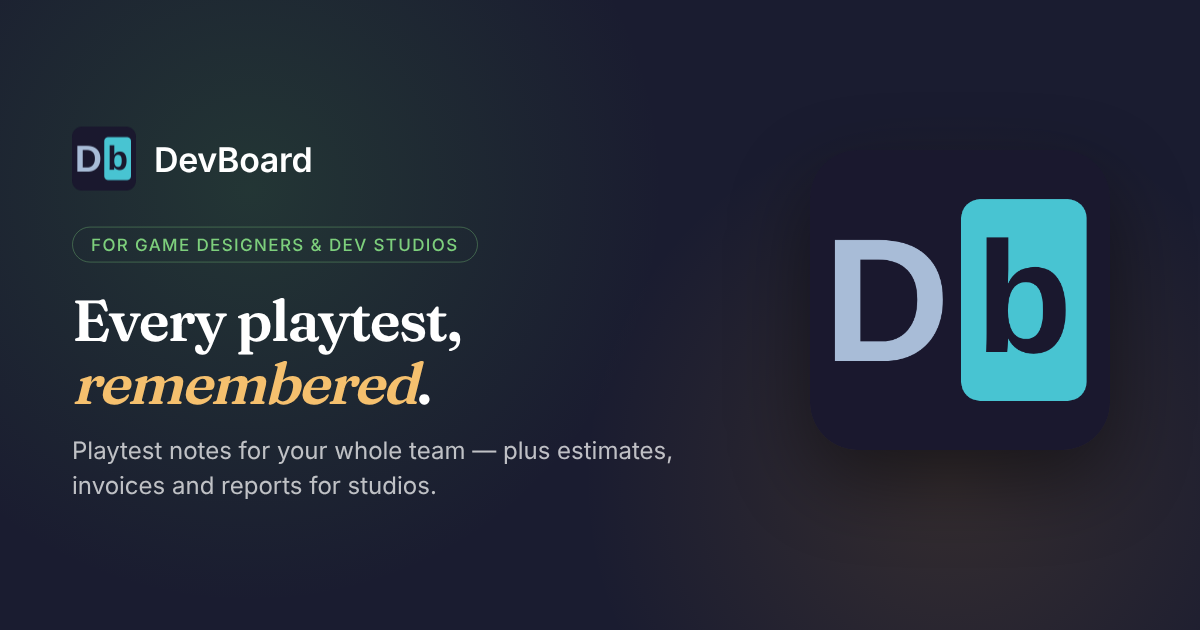 Db DevBoard
FOR GAME DESIGNERS & DEV STUDIOS
Every playtest,
remembered.
Playtest notes for your whole team — plus estimates,
invoices and reports for studios.
Db